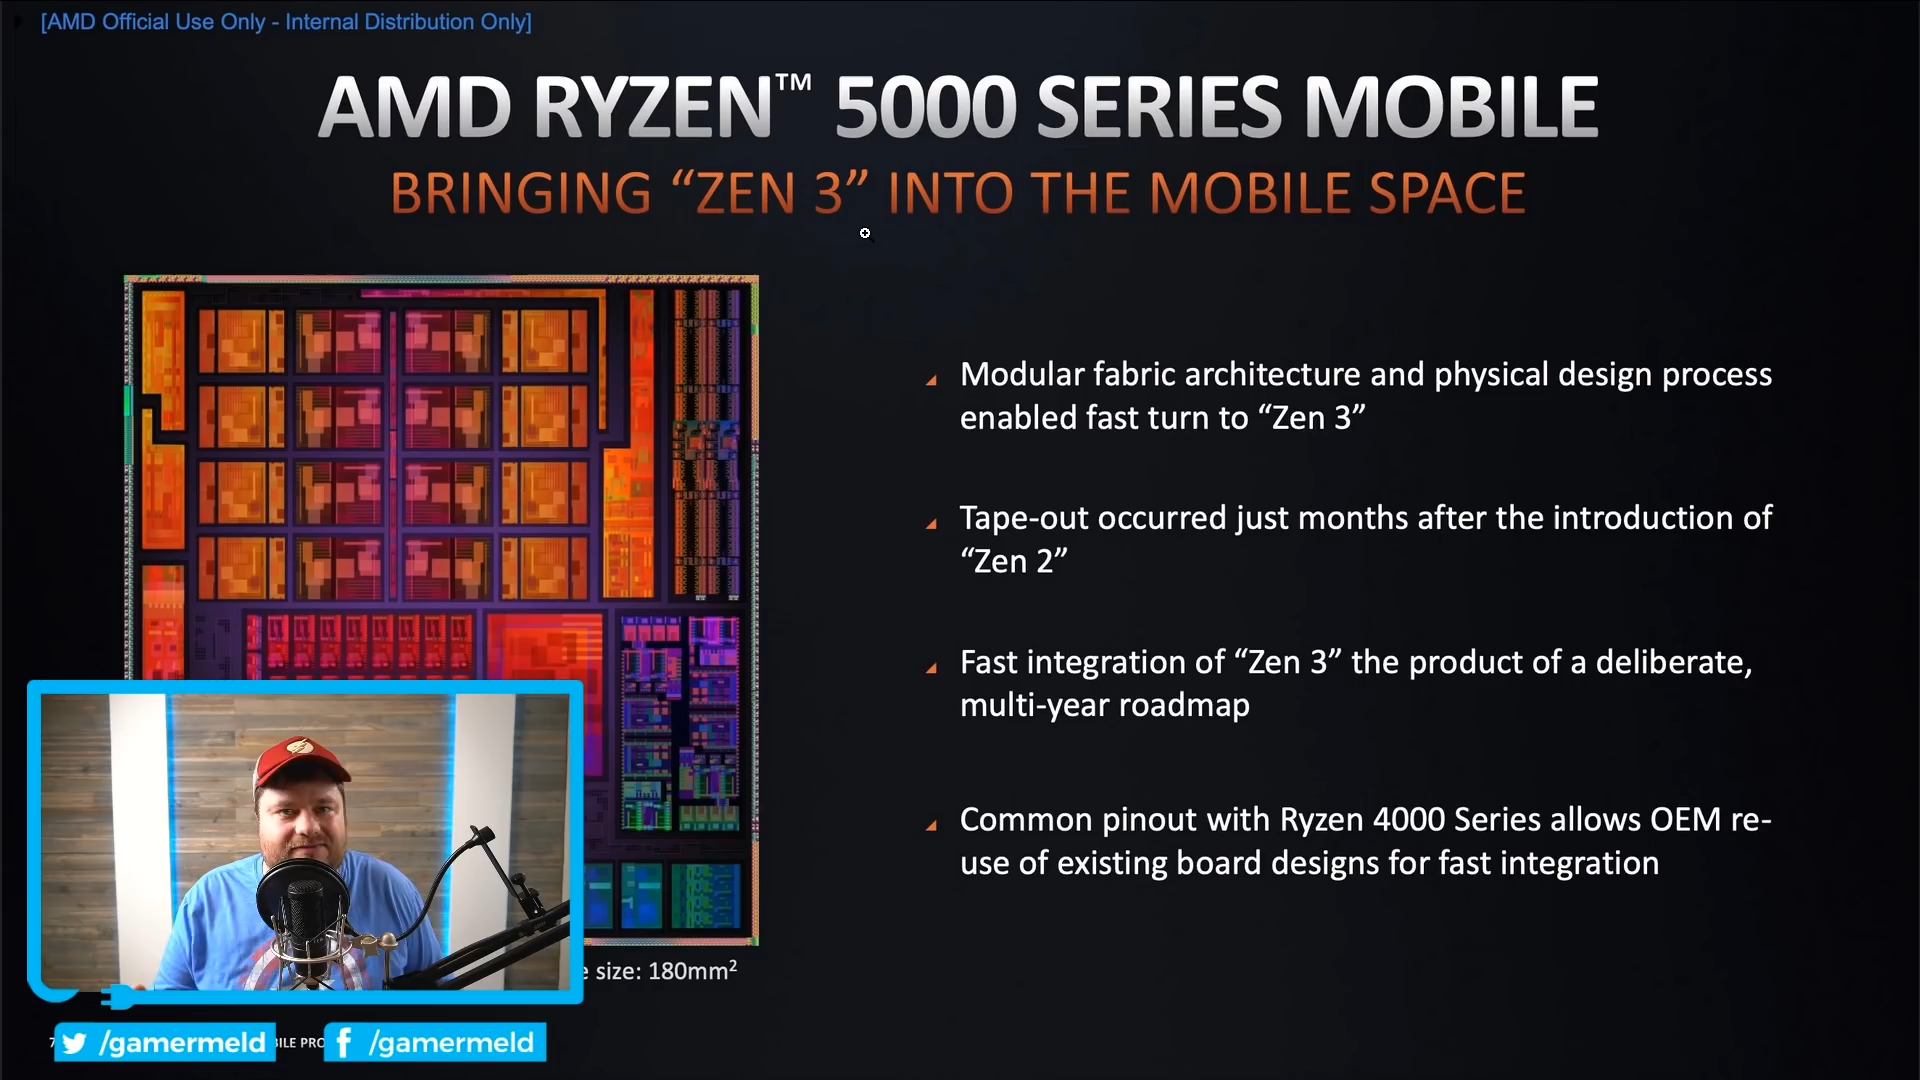 [AMD Official Use Only - Internal Distribution Only]
AMD RYZEN™ 5000 SERIES MOBILE
BRINGING “ZEN 3” INTO THE MOBILE SPACE
Modular fabric architecture and physical design process
enabled fast turn to “Zen 3”
Tape-out occurred just months after the introduction of
“Zen 2”
Fast integration of “Zen 3” the product of a deliberate,
multi-year roadmap
Common pinout with Ryzen 4000 Series allows OEM re-
use of existing board designs for fast integration
size: 180mm²
/gamermeld
/gamermeld